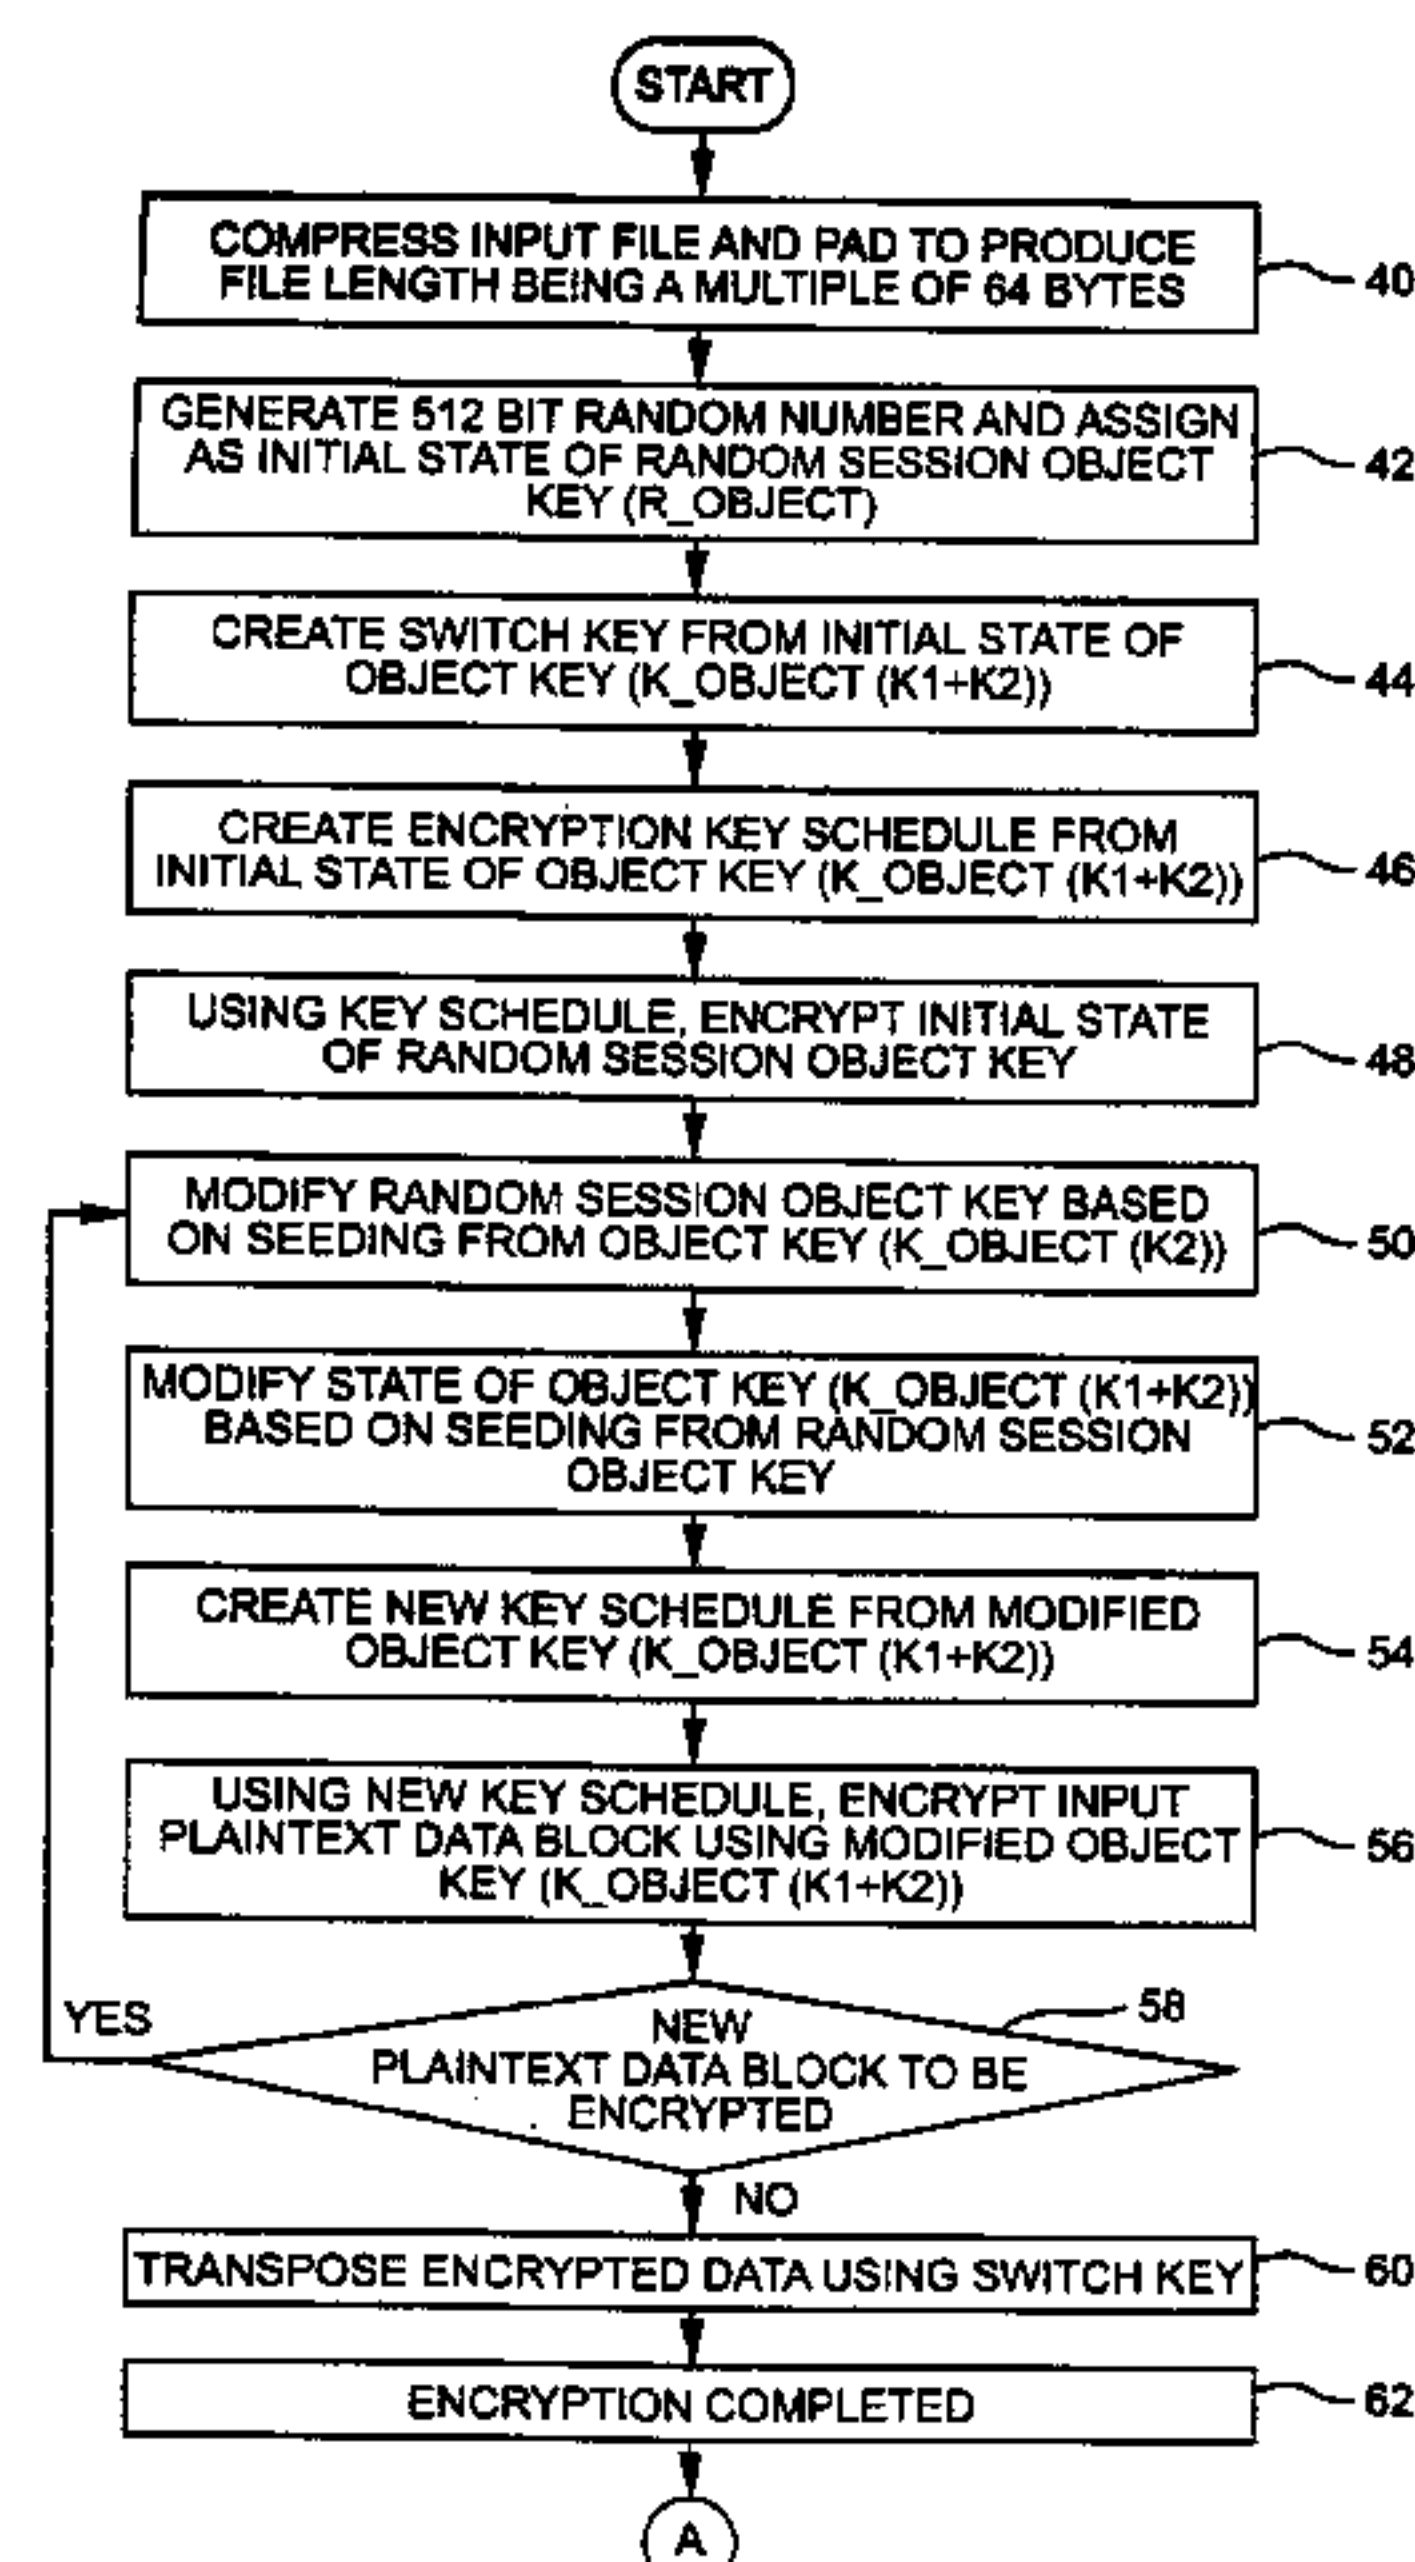 START
COMPRESS INPUT FILE AND PAD TO PRODUCE
FILE LENGTH BEING A MULTIPLE OF 64 BYTES
40
GENERATE 512 BIT RANDOM NUMBER AND ASSIGN
AS INITIAL STATE OF RANDOM SESSION OBJECT
KEY (R_OBJECT)
42
CREATE SWITCH KEY FROM INITIAL STATE OF
OBJECT KEY (K_OBJECT (K1+K2))
44
CREATE ENCRYPTION KEY SCHEDULE FROM
INITIAL STATE OF OBJECT KEY (K_OBJECT (K1+K2))
46
USING KEY SCHEDULE, ENCRYPT INITIAL STATE
OF RANDOM SESSION OBJECT KEY
48
MODIFY RANDOM SESSION OBJECT KEY BASED
ON SEEDING FROM OBJECT KEY (K_OBJECT (K2))
50
MODIFY STATE OF OBJECT KEY (K_OBJECT (K1+K2))
BASED ON SEEDING FROM RANDOM SESSION
OBJECT KEY
52
CREATE NEW KEY SCHEDULE FROM MODIFIED
OBJECT KEY (K_OBJECT (K1+K2))
54
USING NEW KEY SCHEDULE, ENCRYPT INPUT
PLAINTEXT DATA BLOCK USING MODIFIED OBJECT
KEY (K_OBJECT (K1+K2))
56
YES
58
NEW
PLAINTEXT DATA BLOCK TO BE
ENCRYPTED
NO
TRANSPOSE ENCRYPTED DATA USING SWITCH KEY
60
ENCRYPTION COMPLETED
62
A